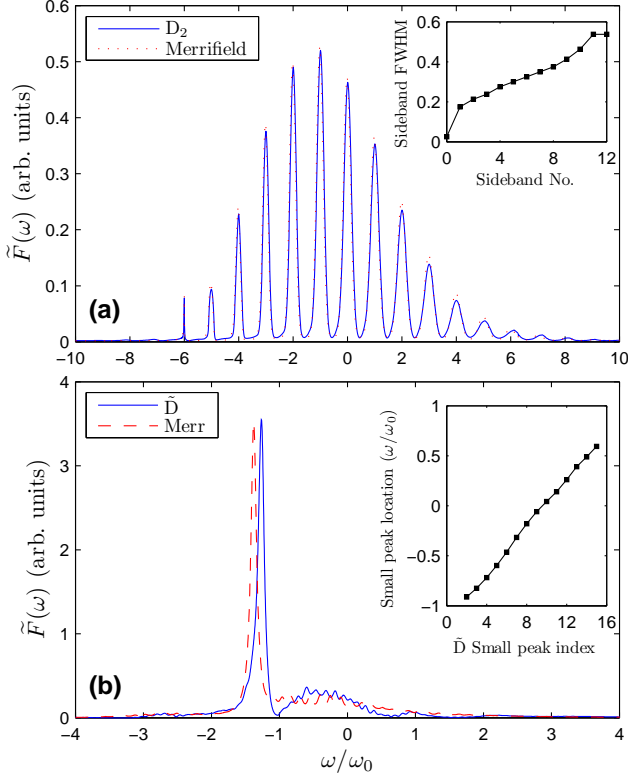 0.6
0.5
0.4
0.3
0.2
0.1
0
F̃(ω) (arb. units)
D₂
Merrifield
(a)
−10 −8 −6 −4 −2 0 2 4 6 8 10
0.6
0.4
0.2
0
Sideband FWHM
0 4 8 12
Sideband No.
4
3
2
1
0
F̃(ω) (arb. units)
D̃
Merr
(b)
−4 −3 −2 −1 0 1 2 3 4
ω/ω₀
1
0.5
0
−0.5
−1
Small peak location (ω/ω₀)
0 4 8 12 16
D̃ Small peak index